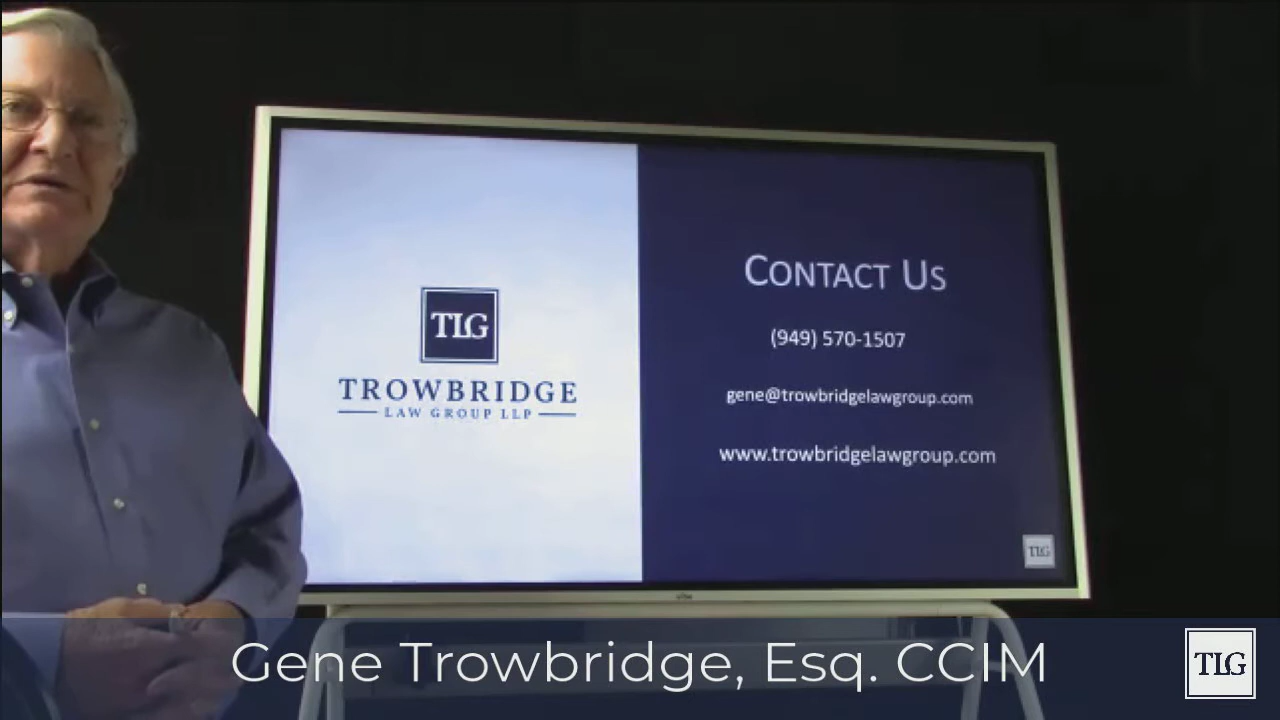 TLG
TROWBRIDGE
LAW GROUP LLP
CONTACT US
(949) 570-1507
gene@trowbridgelawgroup.com
www.trowbridgelawgroup.com
TLG
Gene Trowbridge, Esq. CCIM
TLG